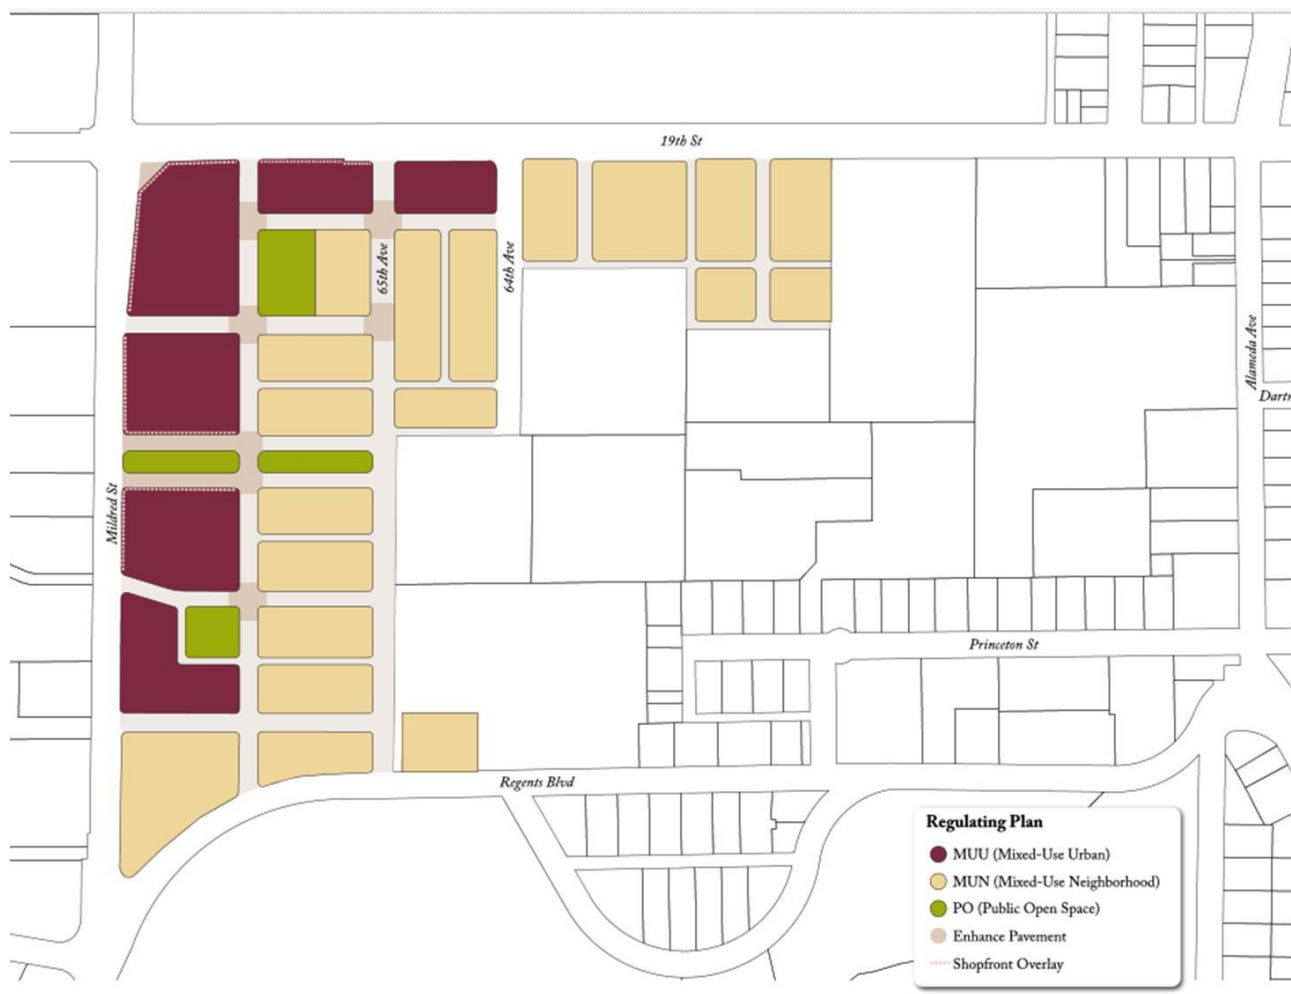 19th St
65th Ave
64th Ave
Alameda Ave
Dartm
Mildred St
Princeton St
Regents Blvd
Regulating Plan
MUU (Mixed-Use Urban)
MUN (Mixed-Use Neighborhood)
PO (Public Open Space)
Enhance Pavement
Shopfront Overlay